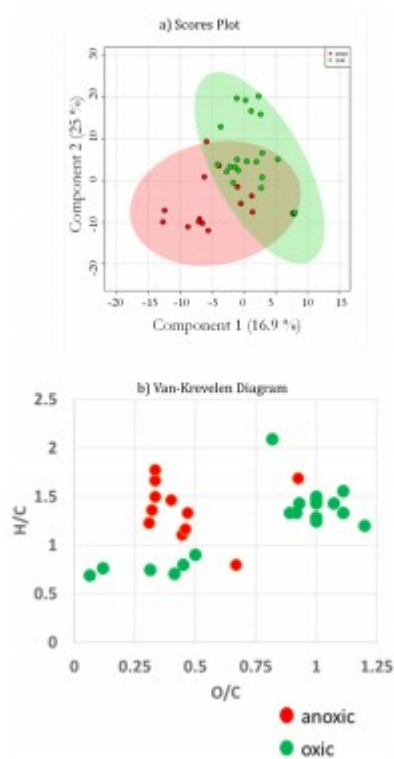 a) Scores Plot
Component 2 (25 %)
30
20
10
0
-10
-20
-20 -15 -10 -5 0 5 10 15
Component 1 (16.9 %)
b) Van-Krevelen Diagram
H/C
2.5
2
1.5
1
0.5
0
0 0.25 0.5 0.75 1 1.25
O/C
anoxic
oxic